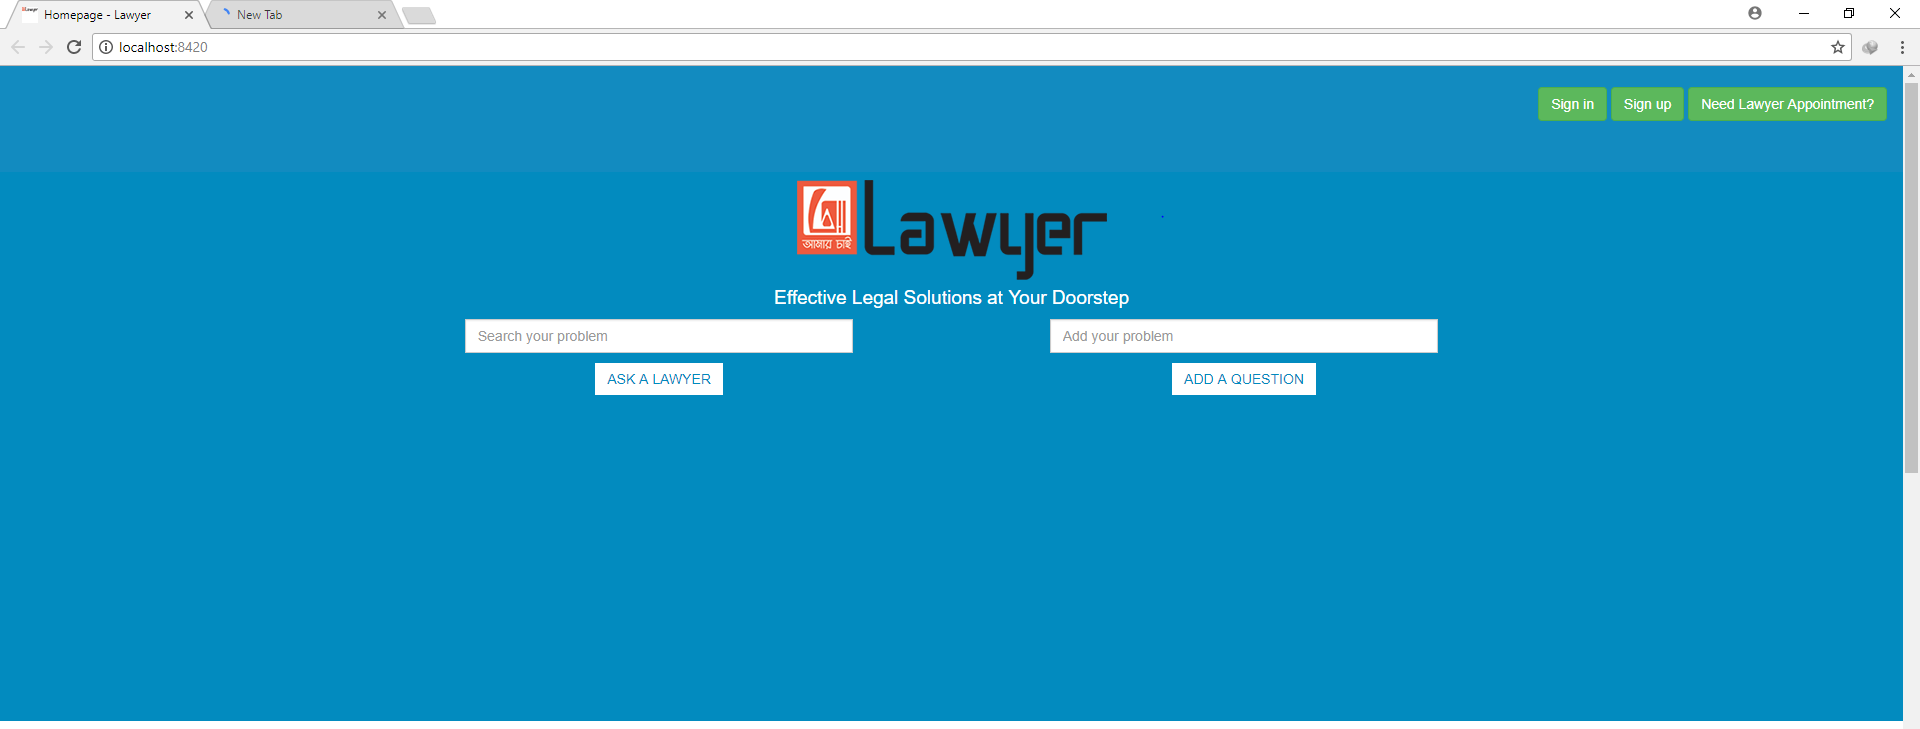 Homepage - Lawyer
New Tab
localhost:8420
Sign in
Sign up
Need Lawyer Appointment?
আমার চাই
Lawyer
Effective Legal Solutions at Your Doorstep
Search your problem
Add your problem
ASK A LAWYER
ADD A QUESTION